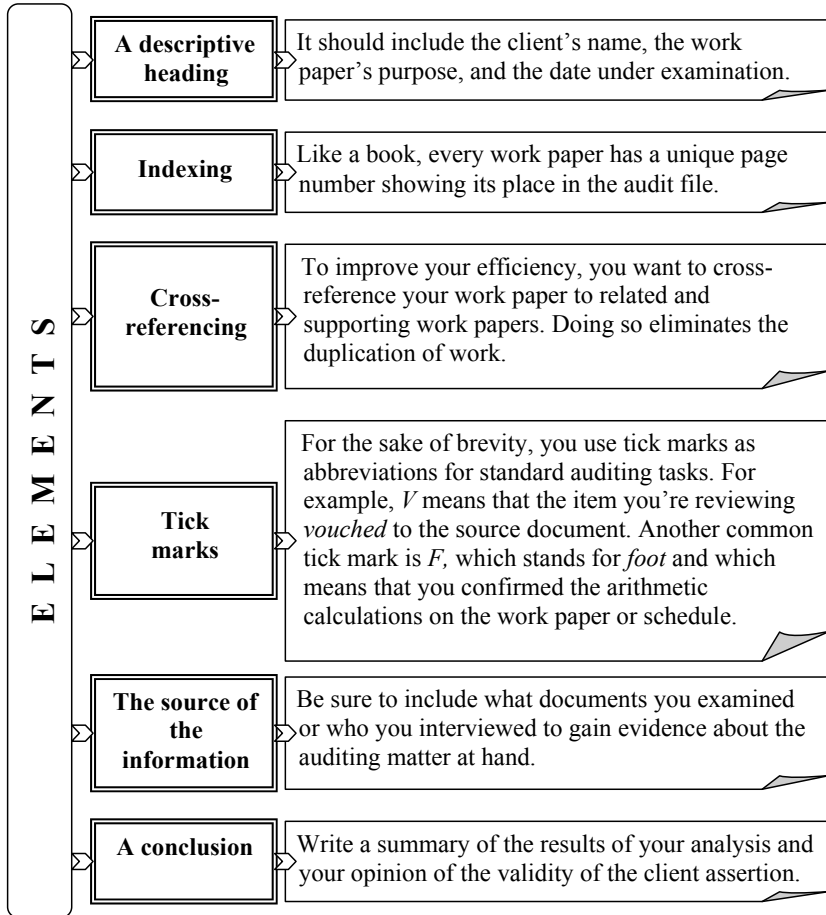 ELEMENTS
A descriptive
heading
It should include the client's name, the work
paper's purpose, and the date under examination.
Indexing
Like a book, every work paper has a unique page
number showing its place in the audit file.
Cross-
referencing
To improve your efficiency, you want to cross-
reference your work paper to related and
supporting work papers. Doing so eliminates the
duplication of work.
Tick
marks
For the sake of brevity, you use tick marks as
abbreviations for standard auditing tasks. For
example, V means that the item you're reviewing
vouched to the source document. Another common
tick mark is F, which stands for foot and which
means that you confirmed the arithmetic
calculations on the work paper or schedule.
The source of
the
information
Be sure to include what documents you examined
or who you interviewed to gain evidence about the
auditing matter at hand.
A conclusion
Write a summary of the results of your analysis and
your opinion of the validity of the client assertion.